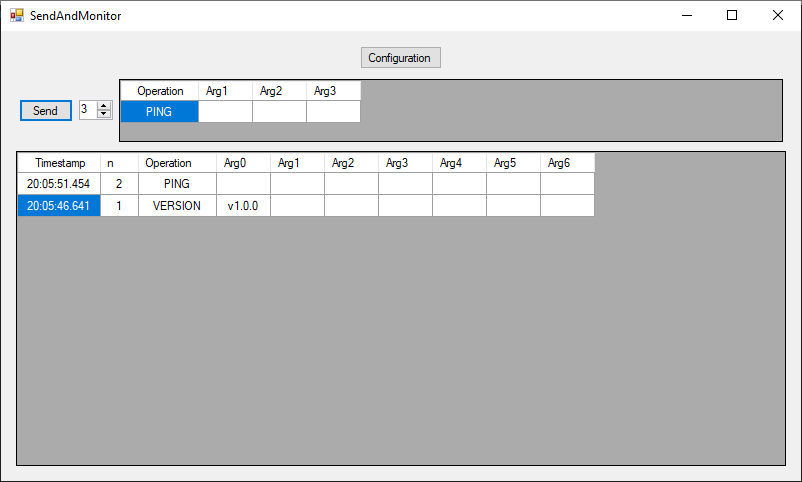 SendAndMonitor
Configuration
Operation Arg1 Arg2 Arg3
Send 3 PING
Timestamp n Operation Arg0 Arg1 Arg2 Arg3 Arg4 Arg5 Arg6
20:05:51.454 2 PING
20:05:46.641 1 VERSION v1.0.0